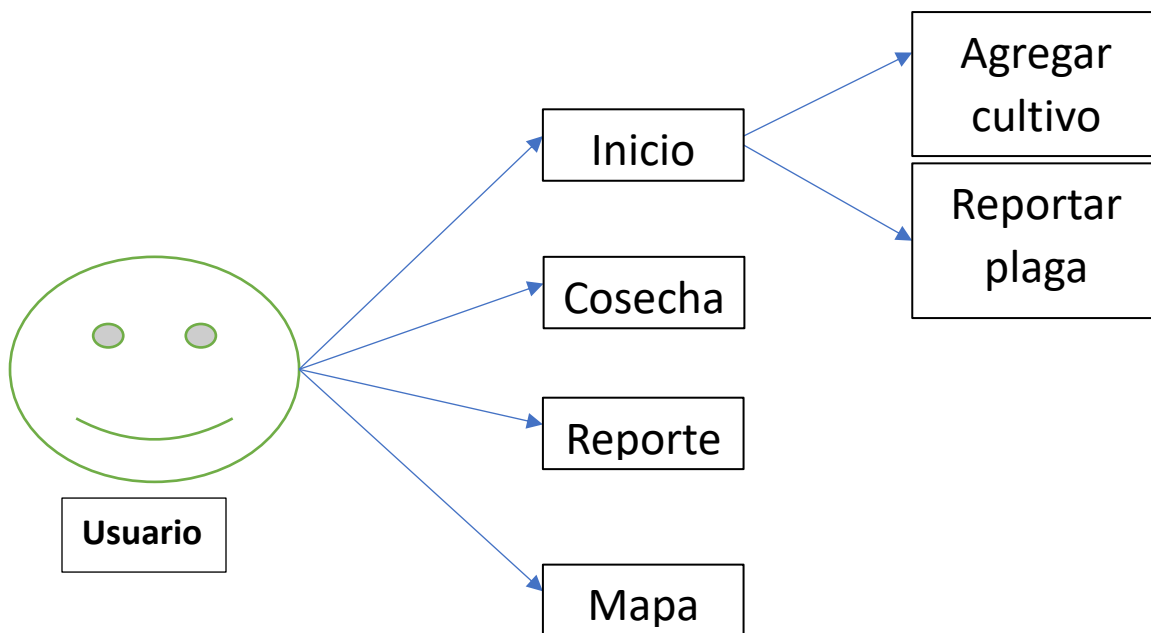 Agregar
cultivo
Inicio
Reportar
plaga
Cosecha
Reporte
Usuario
Mapa